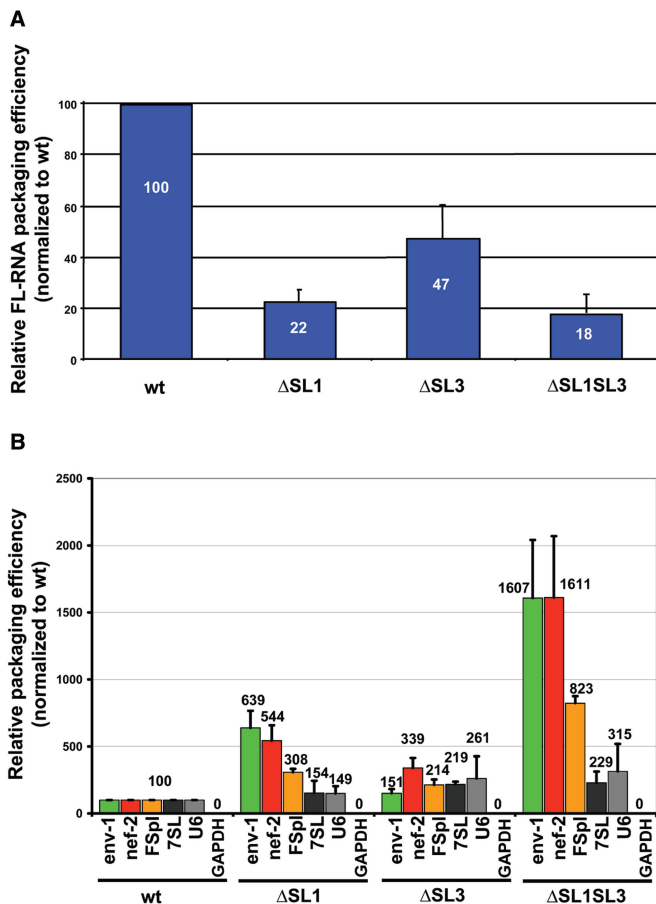 A
Relative FL-RNA packaging efficiency
(normalized to wt)
100
80
60
40
20
0
100
22
47
18
wt
ΔSL1
ΔSL3
ΔSL1SL3
B
Relative packaging efficiency
(normalized to wt)
2500
2000
1500
1000
500
0
100
0
639
544
308
154
149
0
151
339
214
219
261
0
1607
1611
823
229
315
0
env-1
nef-2
FSpl
7SL
U6
GAPDH
env-1
nef-2
FSpl
7SL
U6
GAPDH
env-1
nef-2
FSpl
7SL
U6
GAPDH
env-1
nef-2
FSpl
7SL
U6
GAPDH
wt
ΔSL1
ΔSL3
ΔSL1SL3